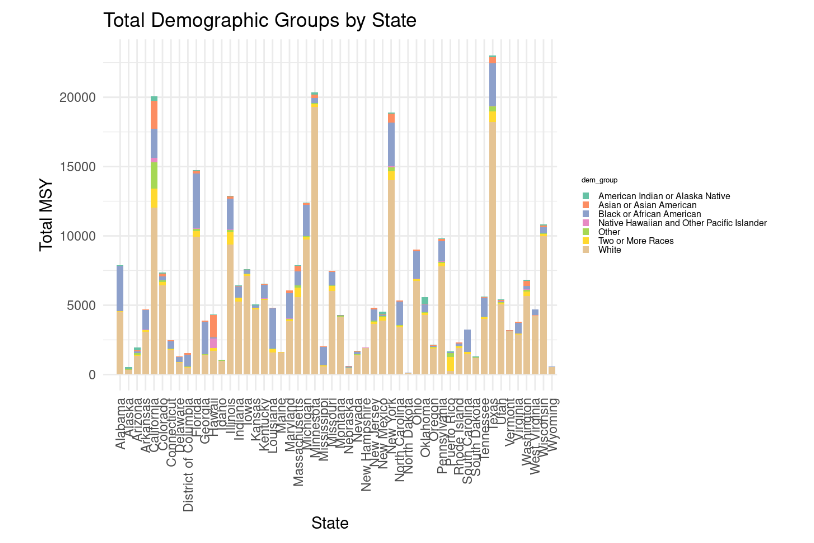 Total Demographic Groups by State
Total MSY
20000
15000
10000
5000
0
Alabama
Alaska
Arizona
Arkansas
California
Colorado
Connecticut
Delaware
District of Columbia
Florida
Georgia
Hawaii
Idaho
Illinois
Indiana
Iowa
Kansas
Kentucky
Louisiana
Maine
Maryland
Massachusetts
Michigan
Minnesota
Mississippi
Missouri
Montana
Nebraska
Nevada
New Hampshire
New Jersey
New Mexico
New York
North Carolina
North Dakota
Ohio
Oklahoma
Oregon
Pennsylvania
Puerto Rico
Rhode Island
South Carolina
South Dakota
Tennessee
Texas
Utah
Vermont
Virginia
Washington
West Virginia
Wisconsin
Wyoming
State
dem_group
American Indian or Alaska Native
Asian or Asian American
Black or African American
Native Hawaiian and Other Pacific Islander
Other
Two or More Races
White